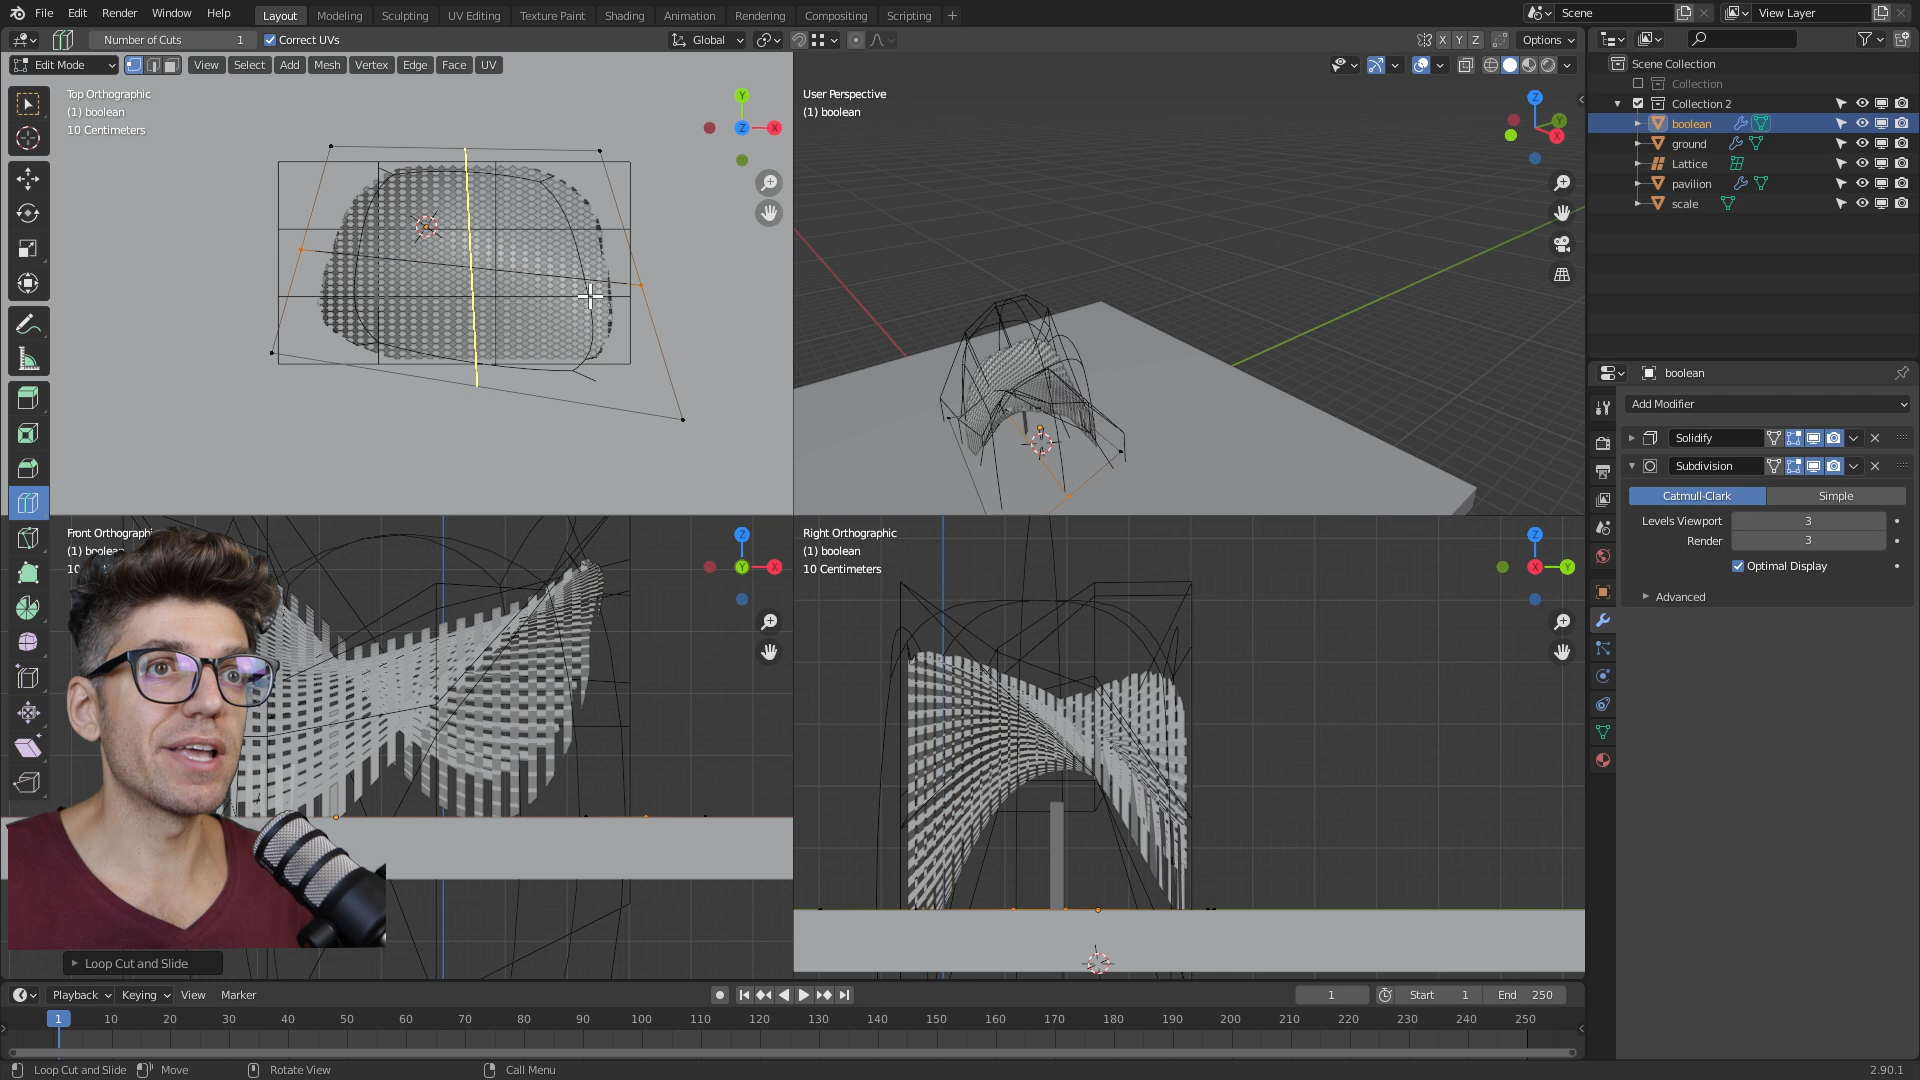 File Edit Render Window Help
Layout Modeling Sculpting UV Editing Texture Paint Shading Animation Rendering Compositing Scripting +
Scene
View Layer
Number of Cuts 1
Correct UVs
Global
X Y Z
Options
Edit Mode
View Select Add Mesh Vertex Edge Face UV
Top Orthographic
(1) boolean
10 Centimeters
Y
Z
X
User Perspective
(1) boolean
Z
Y
X
Front Orthographic
(1) boolean
10
Z
Y
X
Right Orthographic
(1) boolean
10 Centimeters
Z
X
Y
Loop Cut and Slide
Scene Collection
Collection
Collection 2
boolean
ground
Lattice
pavilion
scale
boolean
Add Modifier
Solidify
Subdivision
Catmull-Clark Simple
Levels Viewport 3
Render 3
Optimal Display
Advanced
Playback Keying View Marker
1
Start 1
End 250
1 10 20 30 40 50 60 70 80 90 100 110 120 130 140 150 160 170 180 190 200 210 220 230 240 250
Loop Cut and Slide Move Rotate View Call Menu
2.90.1